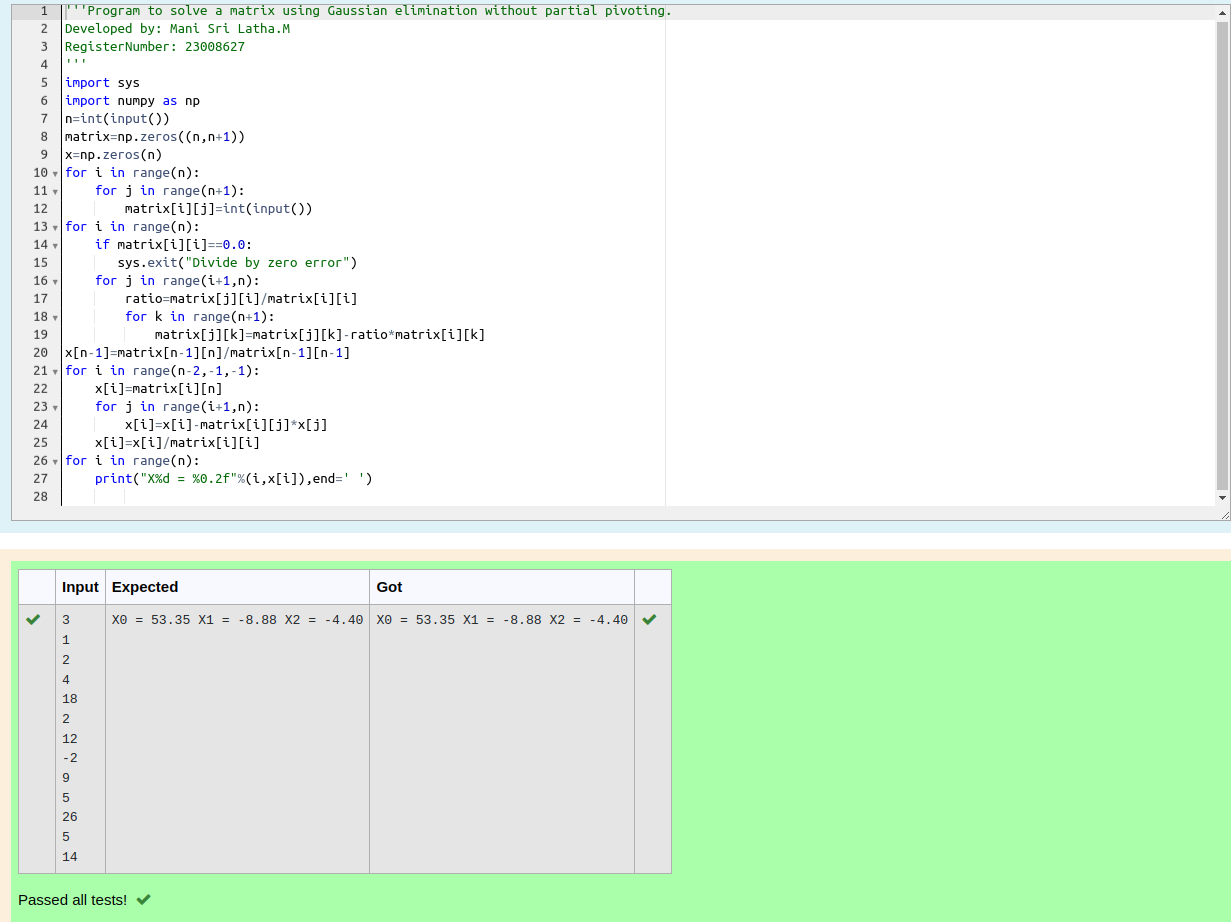 1 '''Program to solve a matrix using Gaussian elimination without partial pivoting.
2 Developed by: Mani Sri Latha.M
3 RegisterNumber: 23008627
4 '''
5 import sys
6 import numpy as np
7 n=int(input())
8 matrix=np.zeros((n,n+1))
9 x=np.zeros(n)
10 for i in range(n):
11     for j in range(n+1):
12         matrix[i][j]=int(input())
13 for i in range(n):
14     if matrix[i][i]==0.0:
15        sys.exit("Divide by zero error")
16     for j in range(i+1,n):
17         ratio=matrix[j][i]/matrix[i][i]
18         for k in range(n+1):
19             matrix[j][k]=matrix[j][k]-ratio*matrix[i][k]
20 x[n-1]=matrix[n-1][n]/matrix[n-1][n-1]
21 for i in range(n-2,-1,-1):
22     x[i]=matrix[i][n]
23     for j in range(i+1,n):
24         x[i]=x[i]-matrix[i][j]*x[j]
25     x[i]=x[i]/matrix[i][i]
26 for i in range(n):
27     print("X%d = %0.2f"%(i,x[i]),end=' ')
28
Input Expected Got
3 X0 = 53.35 X1 = -8.88 X2 = -4.40 X0 = 53.35 X1 = -8.88 X2 = -4.40
1
2
4
18
2
12
-2
9
5
26
5
14
Passed all tests!